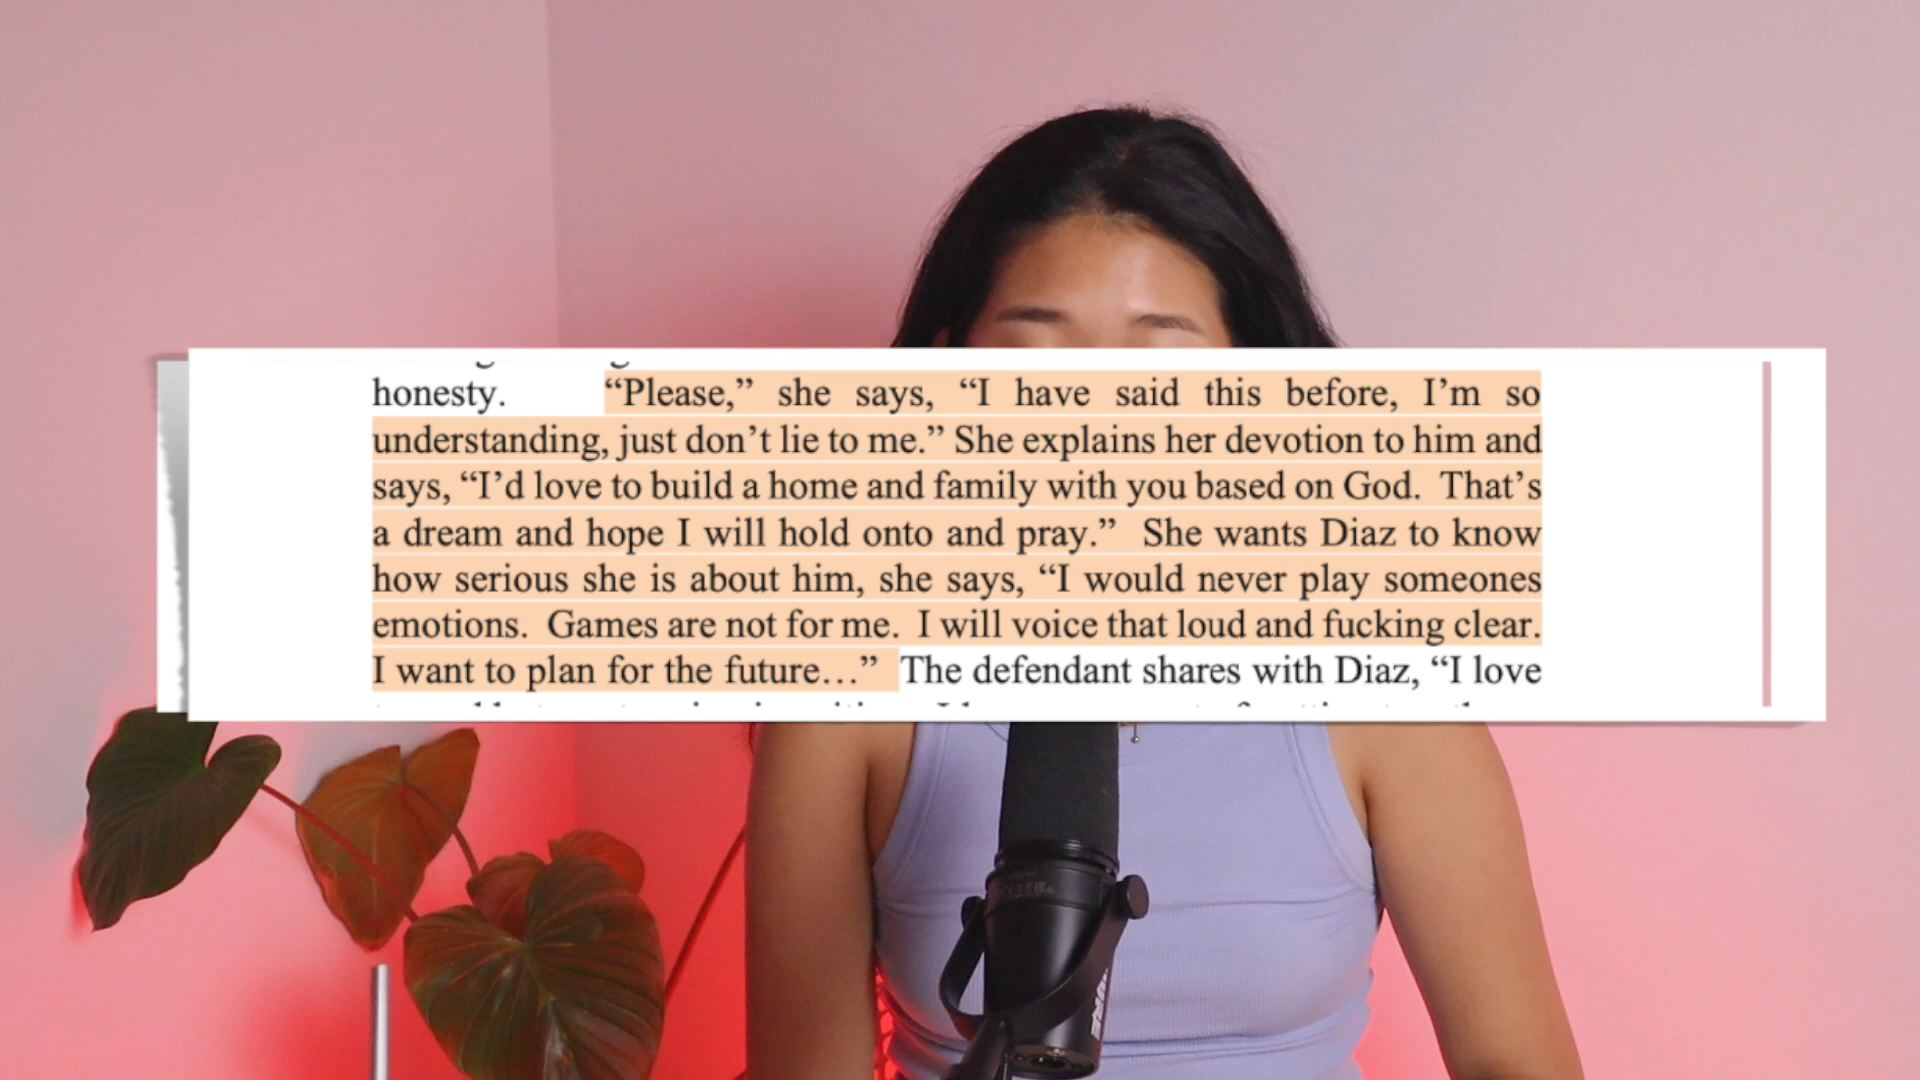 honesty. “Please,” she says, “I have said this before, I’m so
understanding, just don’t lie to me.” She explains her devotion to him and
says, “I’d love to build a home and family with you based on God. That’s
a dream and hope I will hold onto and pray.” She wants Diaz to know
how serious she is about him, she says, “I would never play someones
emotions. Games are not for me. I will voice that loud and fucking clear.
I want to plan for the future…” The defendant shares with Diaz, “I love
SHURE